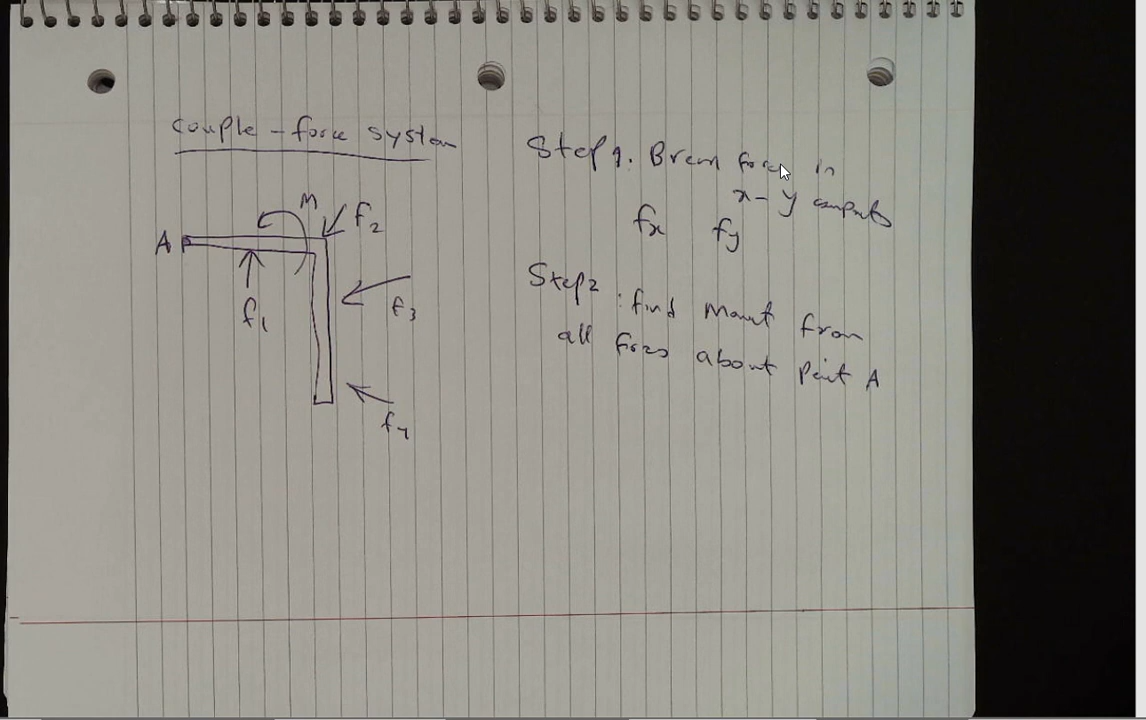 couple - force system
Step 1. Break forces in
x - y components
fx fy
M
f2
A
f1
f3
f4
Step 2 : find Moment from
all forces about Point A